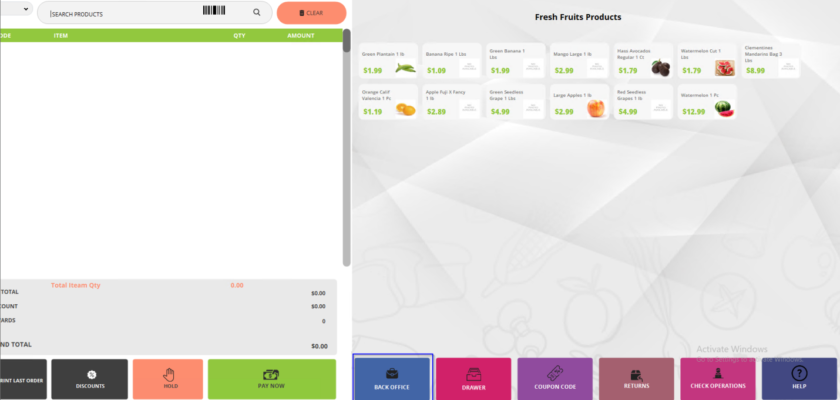 SEARCH PRODUCTS
CLEAR
ODE ITEM QTY AMOUNT
Total Iteam Qty 0.00
TOTAL $0.00
COUNT $0.00
ARDS 0
ND TOTAL $0.00
RINT LAST ORDER
DISCOUNTS
HOLD
PAY NOW
Fresh Fruits Products
Green Plantain 1 lb
$1.99
Banana Ripe 1 Lbs
$1.09
Green Banana 1
Lbs
$1.99
Mango Large 1 lb
$2.99
Hass Avocados
Regular 1 Ct
$1.79
Watermelon Cut 1
Lbs
$1.79
Clementines
Mandarins Bag 2
Lbs
$8.99
Orange Calif
Valencia 1 Pc
$1.19
Apple Fuji X Fancy
1 lb
$2.89
Green Seedless
Grape 1 Lbs
$4.99
Large Apples 1 lb
$2.99
Red Seedless
Grapes 1 lb
$4.99
Watermelon 1 Pc
$12.99
Activate Windows
BACK OFFICE
DRAWER
COUPON CODE
RETURNS
CHECK OPERATIONS
HELP